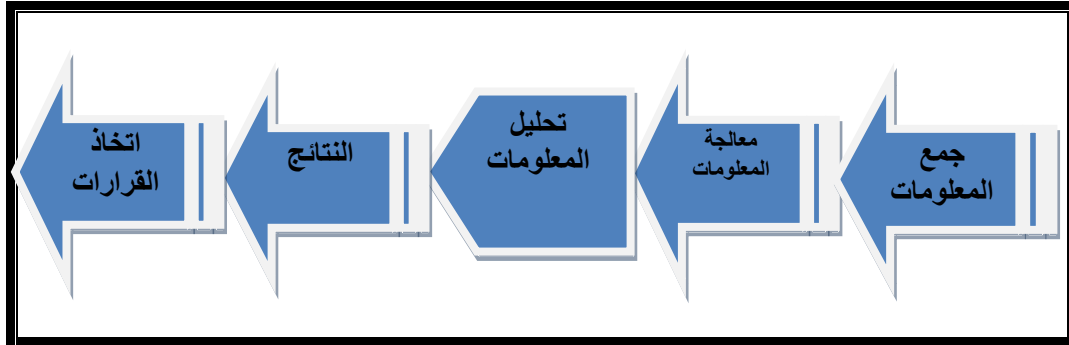 جمع
المعلومات
معالجة
المعلومات
تحليل
المعلومات
النتائج
اتخاذ
القرارات